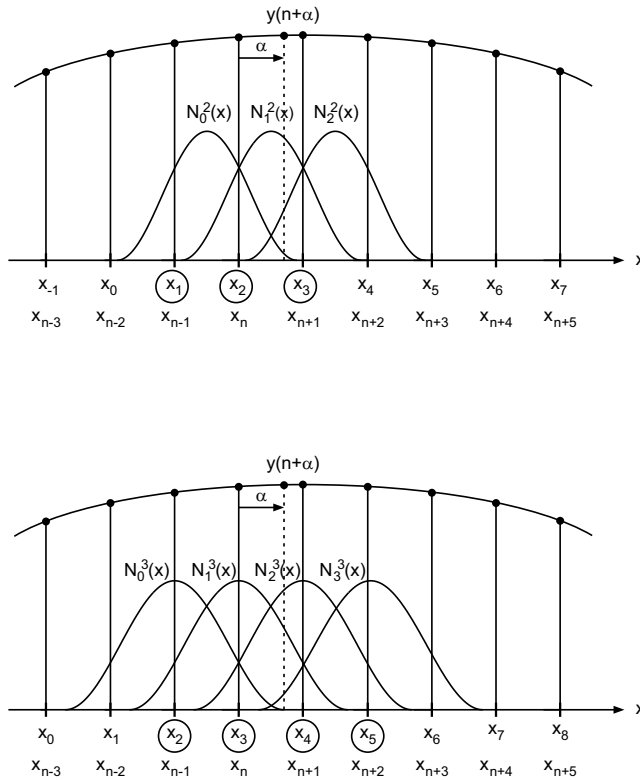 y(n+α)
α
N₀²(x) N₁²(x) N₂²(x)
x
x₋₁ x₀ x₁ x₂ x₃ x₄ x₅ x₆ x₇
xₙ₋₃ xₙ₋₂ xₙ₋₁ xₙ xₙ₊₁ xₙ₊₂ xₙ₊₃ xₙ₊₄ xₙ₊₅
y(n+α)
α
N₀³(x) N₁³(x) N₂³(x) N₃³(x)
x
x₀ x₁ x₂ x₃ x₄ x₅ x₆ x₇ x₈
xₙ₋₃ xₙ₋₂ xₙ₋₁ xₙ xₙ₊₁ xₙ₊₂ xₙ₊₃ xₙ₊₄ xₙ₊₅